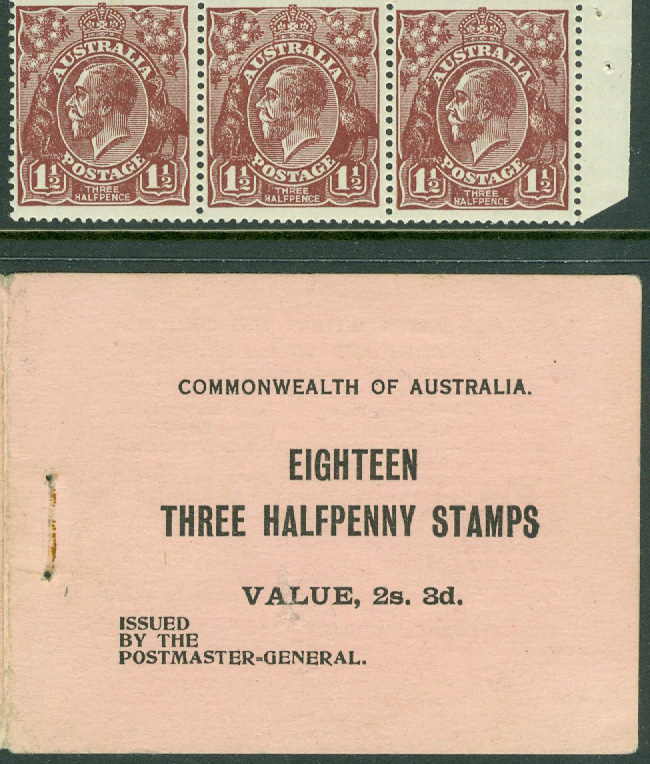 AUSTRALIA AUSTRALIA AUSTRALIA
POSTAGE POSTAGE POSTAGE
1½ 1½ 1½ 1½ 1½ 1½
THREE THREE THREE
HALFPENCE HALFPENCE HALFPENCE
COMMONWEALTH OF AUSTRALIA.
EIGHTEEN
THREE HALFPENNY STAMPS
VALUE, 2s. 3d.
ISSUED
BY THE
POSTMASTER=GENERAL.